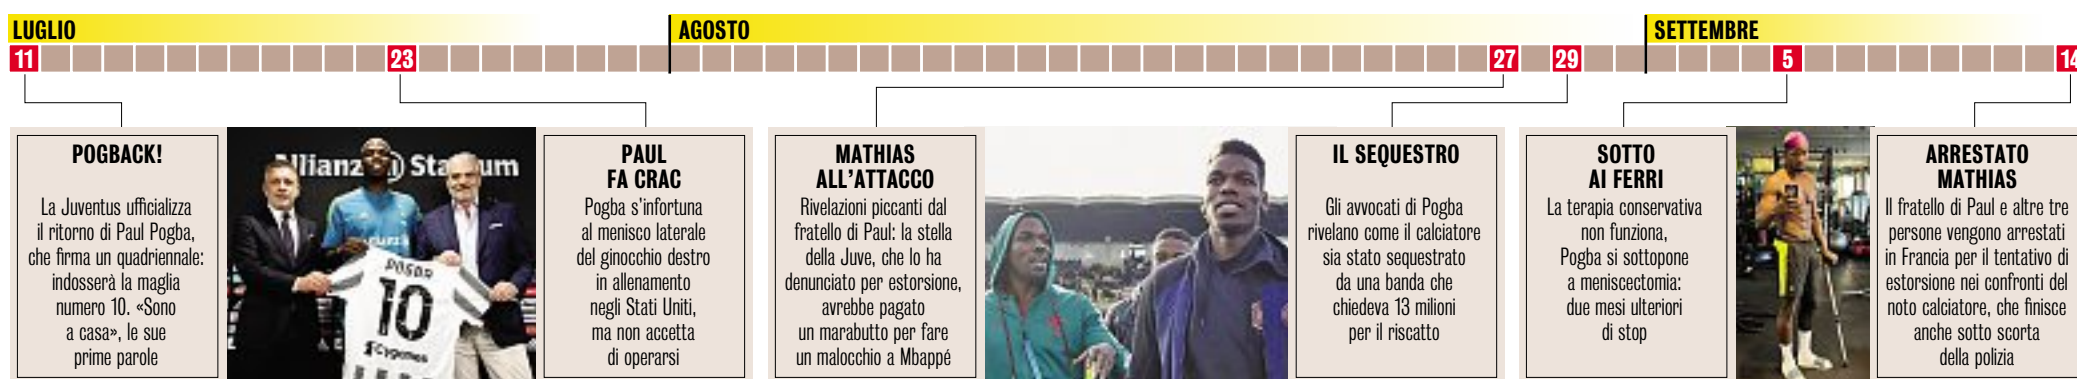 LUGLIO
AGOSTO
SETTEMBRE
11
23
27
29
5
14
POGBACK!
La Juventus ufficializza
il ritorno di Paul Pogba,
che firma un quadriennale:
indosserà la maglia
numero 10. «Sono
a casa», le sue
prime parole
Allianz Stadium
POGBA
10
Cygames
PAUL
FA CRAC
Pogba s'infortuna
al menisco laterale
del ginocchio destro
in allenamento
negli Stati Uniti,
ma non accetta
di operarsi
MATHIAS
ALL'ATTACCO
Rivelazioni piccanti dal
fratello di Paul: la stella
della Juve, che lo ha
denunciato per estorsione,
avrebbe pagato
un marabutto per fare
un malocchio a Mbappé
IL SEQUESTRO
Gli avvocati di Pogba
rivelano come il calciatore
sia stato sequestrato
da una banda che
chiedeva 13 milioni
per il riscatto
SOTTO
AI FERRI
La terapia conservativa
non funziona,
Pogba si sottopone
a meniscectomia:
due mesi ulteriori
di stop
ARRESTATO
MATHIAS
Il fratello di Paul e altre tre
persone vengono arrestati
in Francia per il tentativo di
estorsione nei confronti del
noto calciatore, che finisce
anche sotto scorta
della polizia